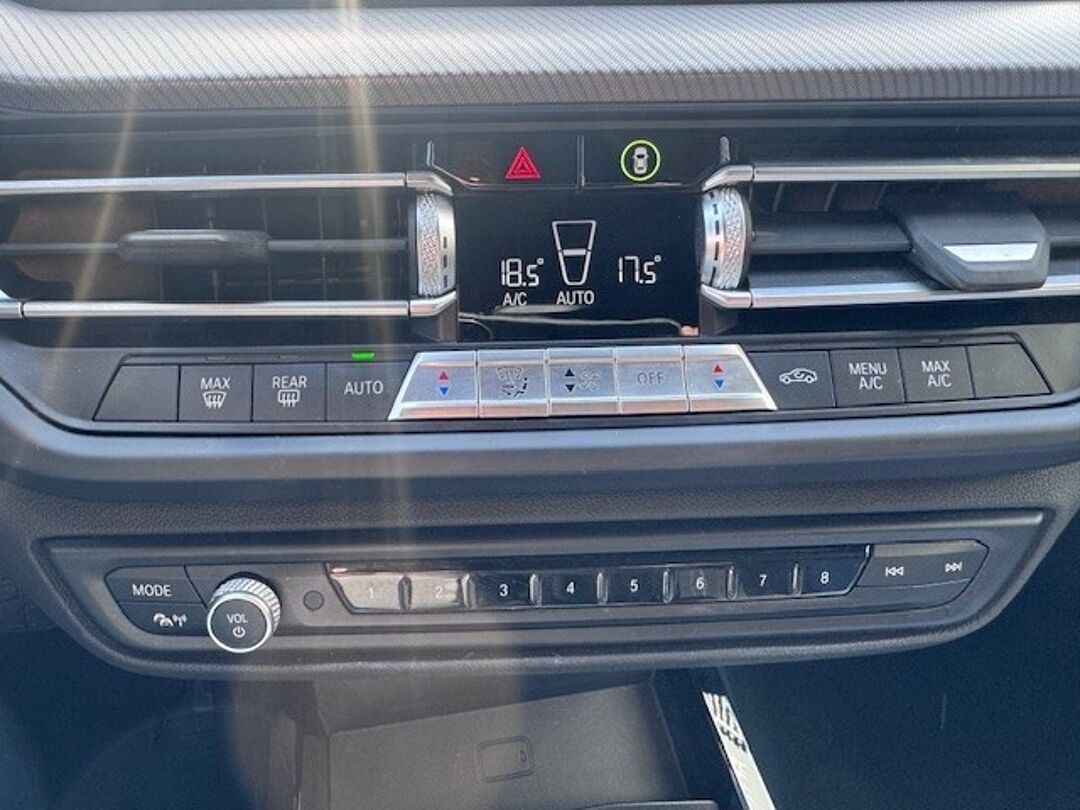 18.5° 17.5°
A/C AUTO
MAX REAR AUTO OFF MENU A/C MAX A/C
MODE 1 2 3 4 5 6 7 8
VOL